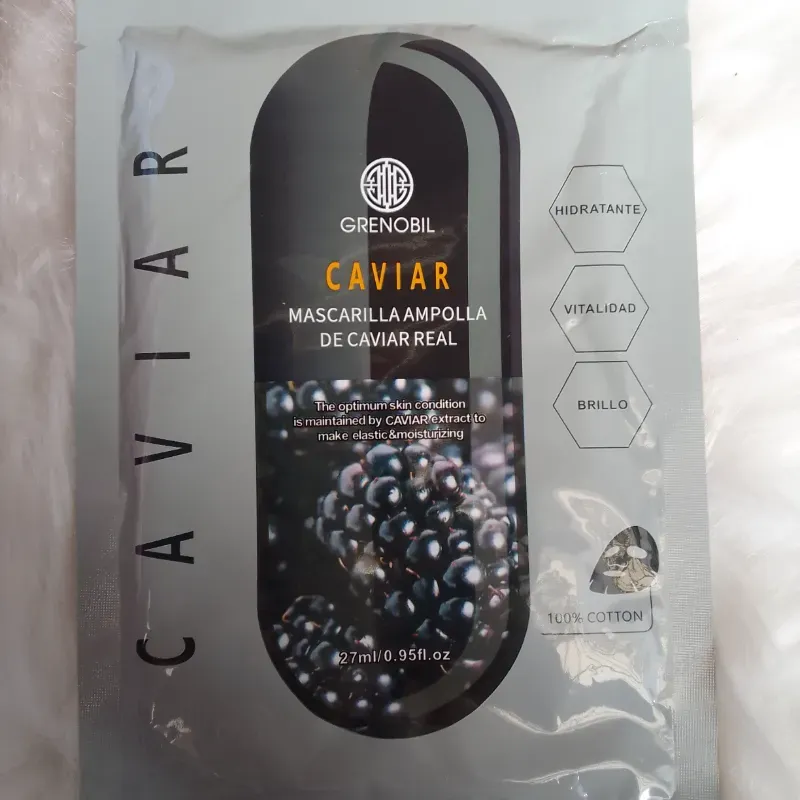 CAVIAR
GRENOBIL
CAVIAR
MASCARILLA AMPOLLA
DE CAVIAR REAL
The optimum skin condition
is maintained by CAVIAR extract to
make elastic&moisturizing
27ml/0.95fl.oz
HIDRATANTE
VITALIDAD
BRILLO
100% COTTON